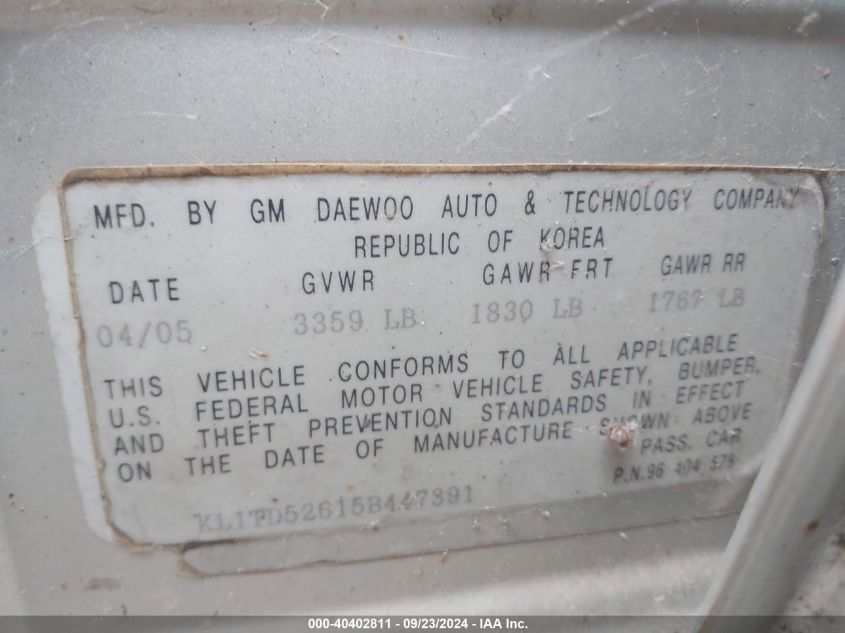 MFD. BY GM DAEWOO AUTO & TECHNOLOGY COMPANY
REPUBLIC OF KOREA
DATE GVWR GAWR FRT GAWR RR
04/05 3359 LB 1830 LB 1767 LB
THIS VEHICLE CONFORMS TO ALL APPLICABLE
U.S. FEDERAL MOTOR VEHICLE SAFETY, BUMPER,
AND THEFT PREVENTION STANDARDS IN EFFECT
ON THE DATE OF MANUFACTURE SHOWN ABOVE
PASS. CAR
P.N.96 404 578
KL1TD52615B447391
000-40402811 - 09/23/2024 - IAA Inc.